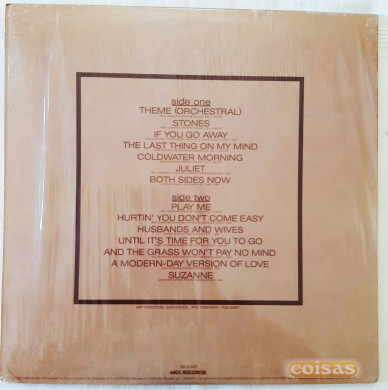 side one
THEME (ORCHESTRAL)
STONES
IF YOU GO AWAY
THE LAST THING ON MY MIND
COLDWATER MORNING
JULIET
BOTH SIDES NOW
side two
PLAY ME
HURTIN' YOU DON'T COME EASY
HUSBANDS AND WIVES
UNTIL IT'S TIME FOR YOU TO GO
AND THE GRASS WON'T PAY NO MIND
A MODERN-DAY VERSION OF LOVE
SUZANNE
MCA RECORDS
coisas